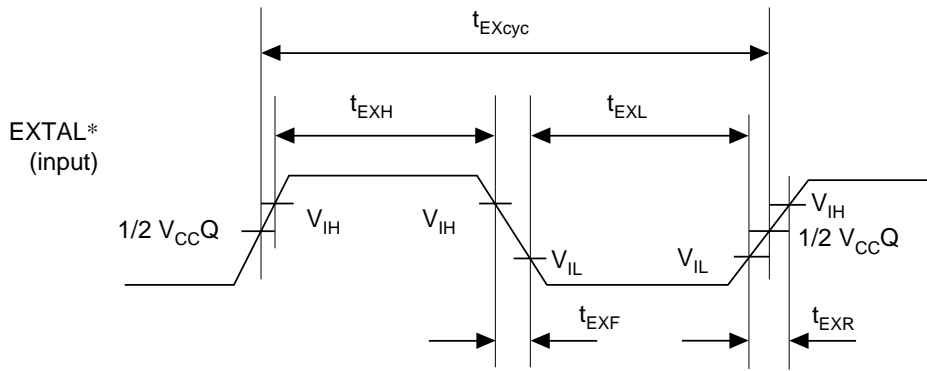 tEXcyc
tEXH
tEXL
EXTAL*
(input)
1/2 VCCQ
VIH
VIH
VIH
1/2 VCCQ
VIL
VIL
tEXF
tEXR